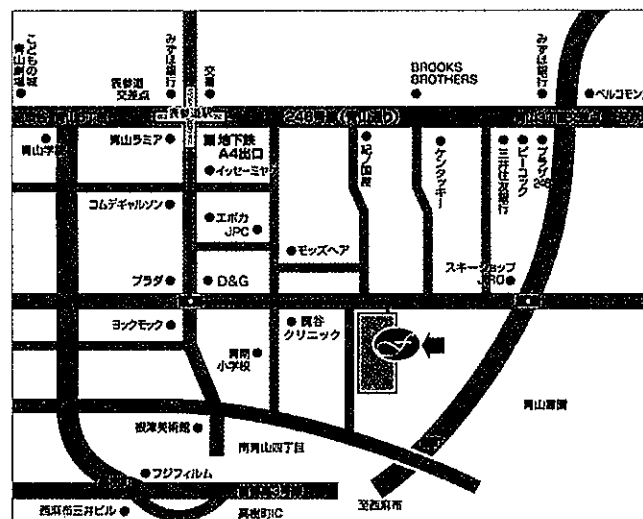 こどもの城
青山劇場
みずほ銀行
表参道
交差点
交番
BROOKS
BROTHERS
みずほ銀行
ベルコモンズ
表参道駅
246号線(青山通り)
青山学院
青山ラミア
地下鉄
A4出口
イッセーミヤケ
紀ノ国屋
ケンタッキー
三井住友銀行
ピーコック
プラザ
246
コムデギャルソン
エポカ
JPC
モッズヘア
プラダ
D&G
スキーショップ
JIRO
ヨックモック
クリニック
青南
小学校
青山霊園
根津美術館
南青山四丁目
フジフィルム
至西麻布
西麻布三井ビル
高樹町IC